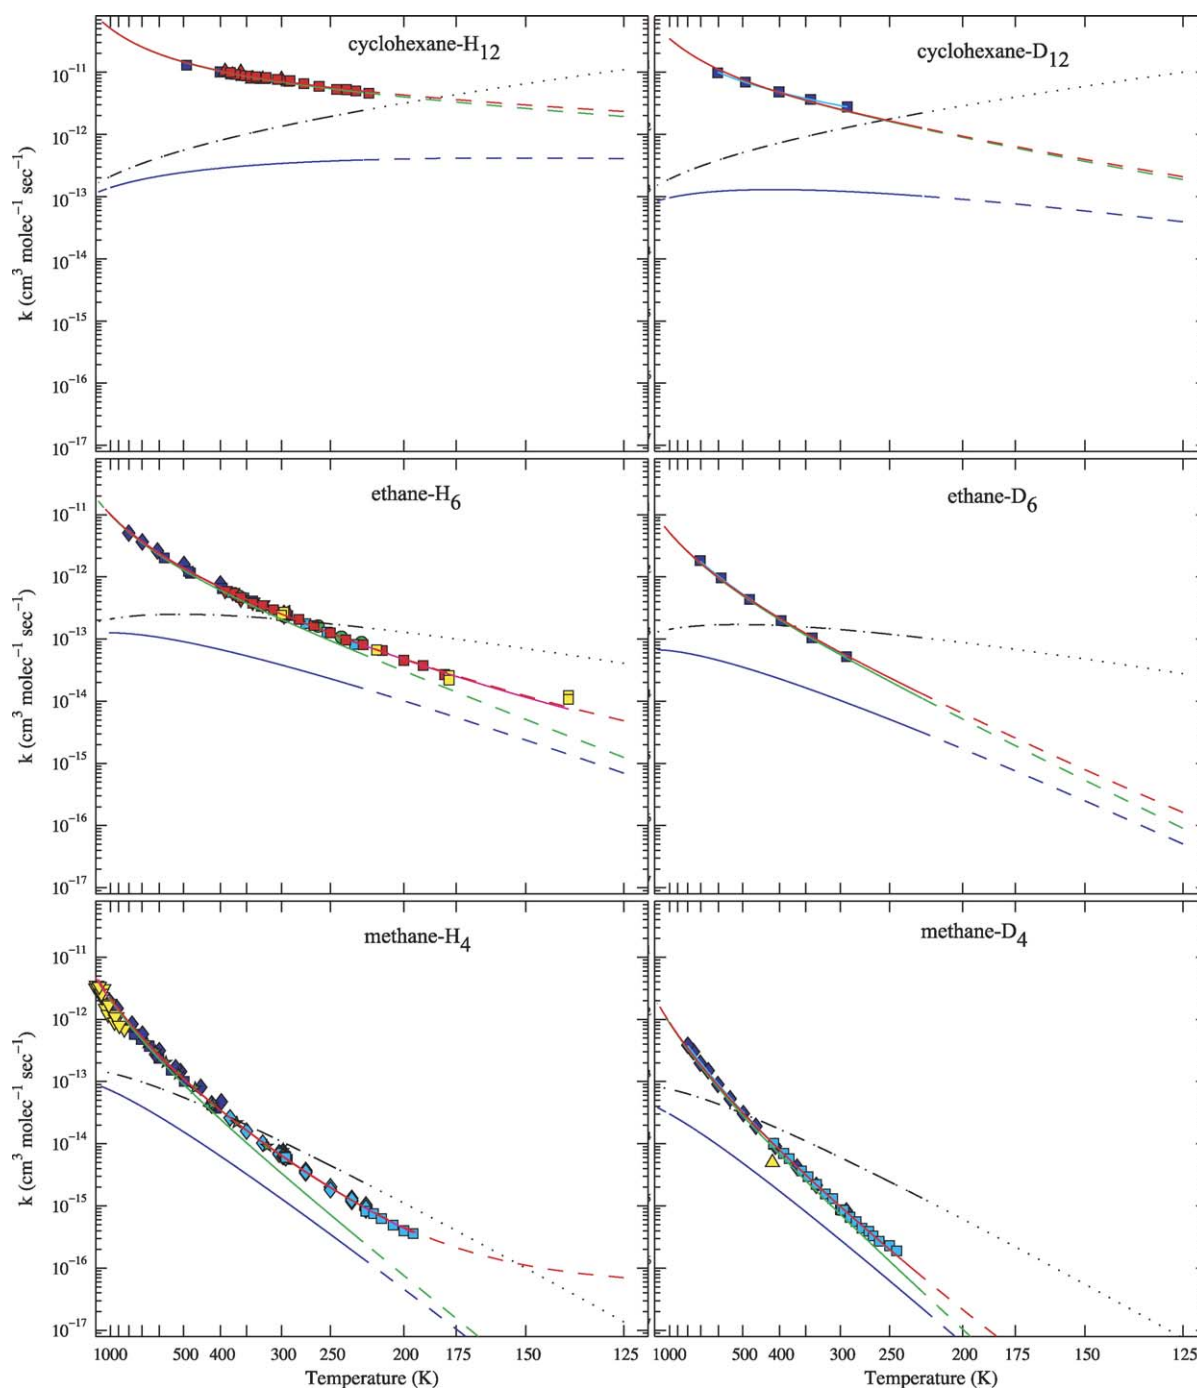 cyclohexane-H12
cyclohexane-D12
10⁻¹¹
10⁻¹²
10⁻¹³
10⁻¹⁴
10⁻¹⁵
10⁻¹⁶
10⁻¹⁷
k (cm³ molec⁻¹ sec⁻¹)
ethane-H6
ethane-D6
10⁻¹¹
10⁻¹²
10⁻¹³
10⁻¹⁴
10⁻¹⁵
10⁻¹⁶
10⁻¹⁷
k (cm³ molec⁻¹ sec⁻¹)
methane-H4
methane-D4
10⁻¹¹
10⁻¹²
10⁻¹³
10⁻¹⁴
10⁻¹⁵
10⁻¹⁶
10⁻¹⁷
k (cm³ molec⁻¹ sec⁻¹)
1000 500 400 300 200 175 150 125
1000 500 400 300 200 175 150 125
Temperature (K)
Temperature (K)